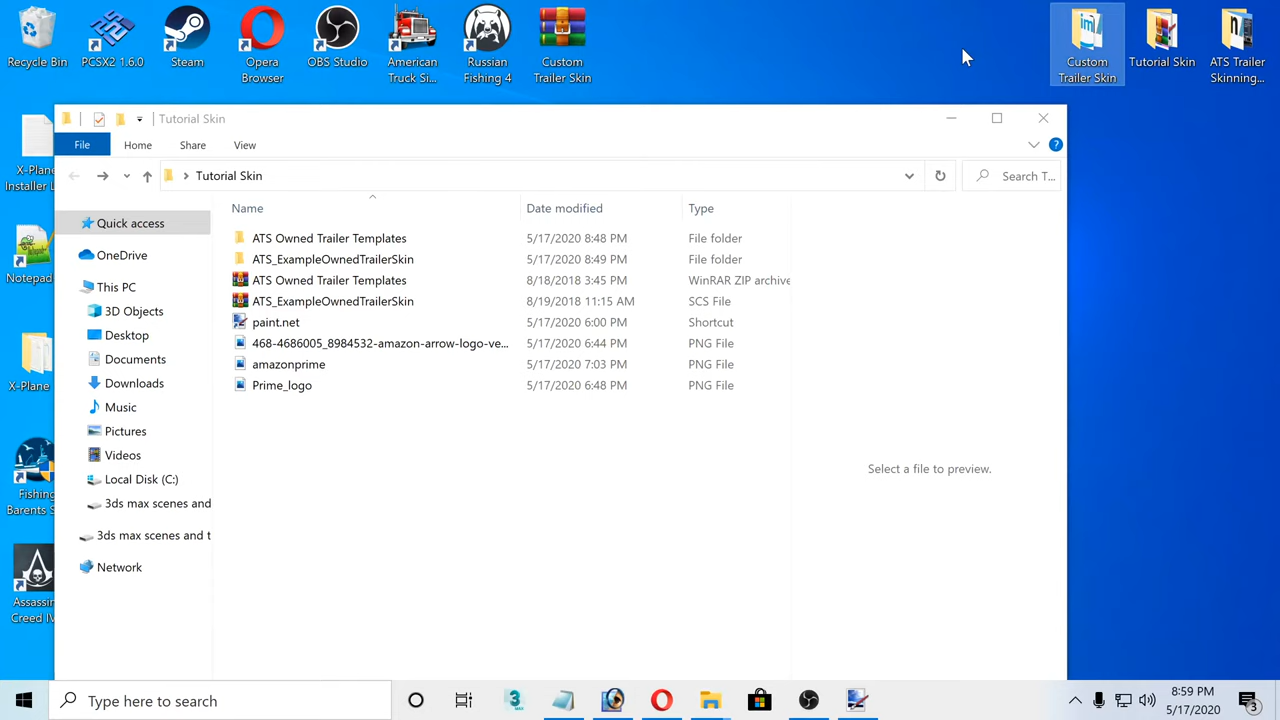 Recycle Bin
PCSX2 1.6.0
Steam
Opera
Browser
OBS Studio
American
Truck Si...
Russian
Fishing 4
Custom
Trailer Skin
Custom
Trailer Skin
Tutorial Skin
ATS Trailer
Skinning...
X-Plane
Installer
Notepad
X-Plane
Fishing
Barents S
Assassin
Creed IV
Tutorial Skin
File
Home
Share
View
Tutorial Skin
Search T...
Quick access
OneDrive
This PC
3D Objects
Desktop
Documents
Downloads
Music
Pictures
Videos
Local Disk (C:)
3ds max scenes and
3ds max scenes and t
Network
Name Date modified Type
ATS Owned Trailer Templates 5/17/2020 8:48 PM File folder
ATS_ExampleOwnedTrailerSkin 5/17/2020 8:49 PM File folder
ATS Owned Trailer Templates 8/18/2018 3:45 PM WinRAR ZIP archive
ATS_ExampleOwnedTrailerSkin 8/19/2018 11:15 AM SCS File
paint.net 5/17/2020 6:00 PM Shortcut
468-4686005_8984532-amazon-arrow-logo-ve... 5/17/2020 6:44 PM PNG File
amazonprime 5/17/2020 7:03 PM PNG File
Prime_logo 5/17/2020 6:48 PM PNG File
Select a file to preview.
Type here to search
8:59 PM
5/17/2020
3